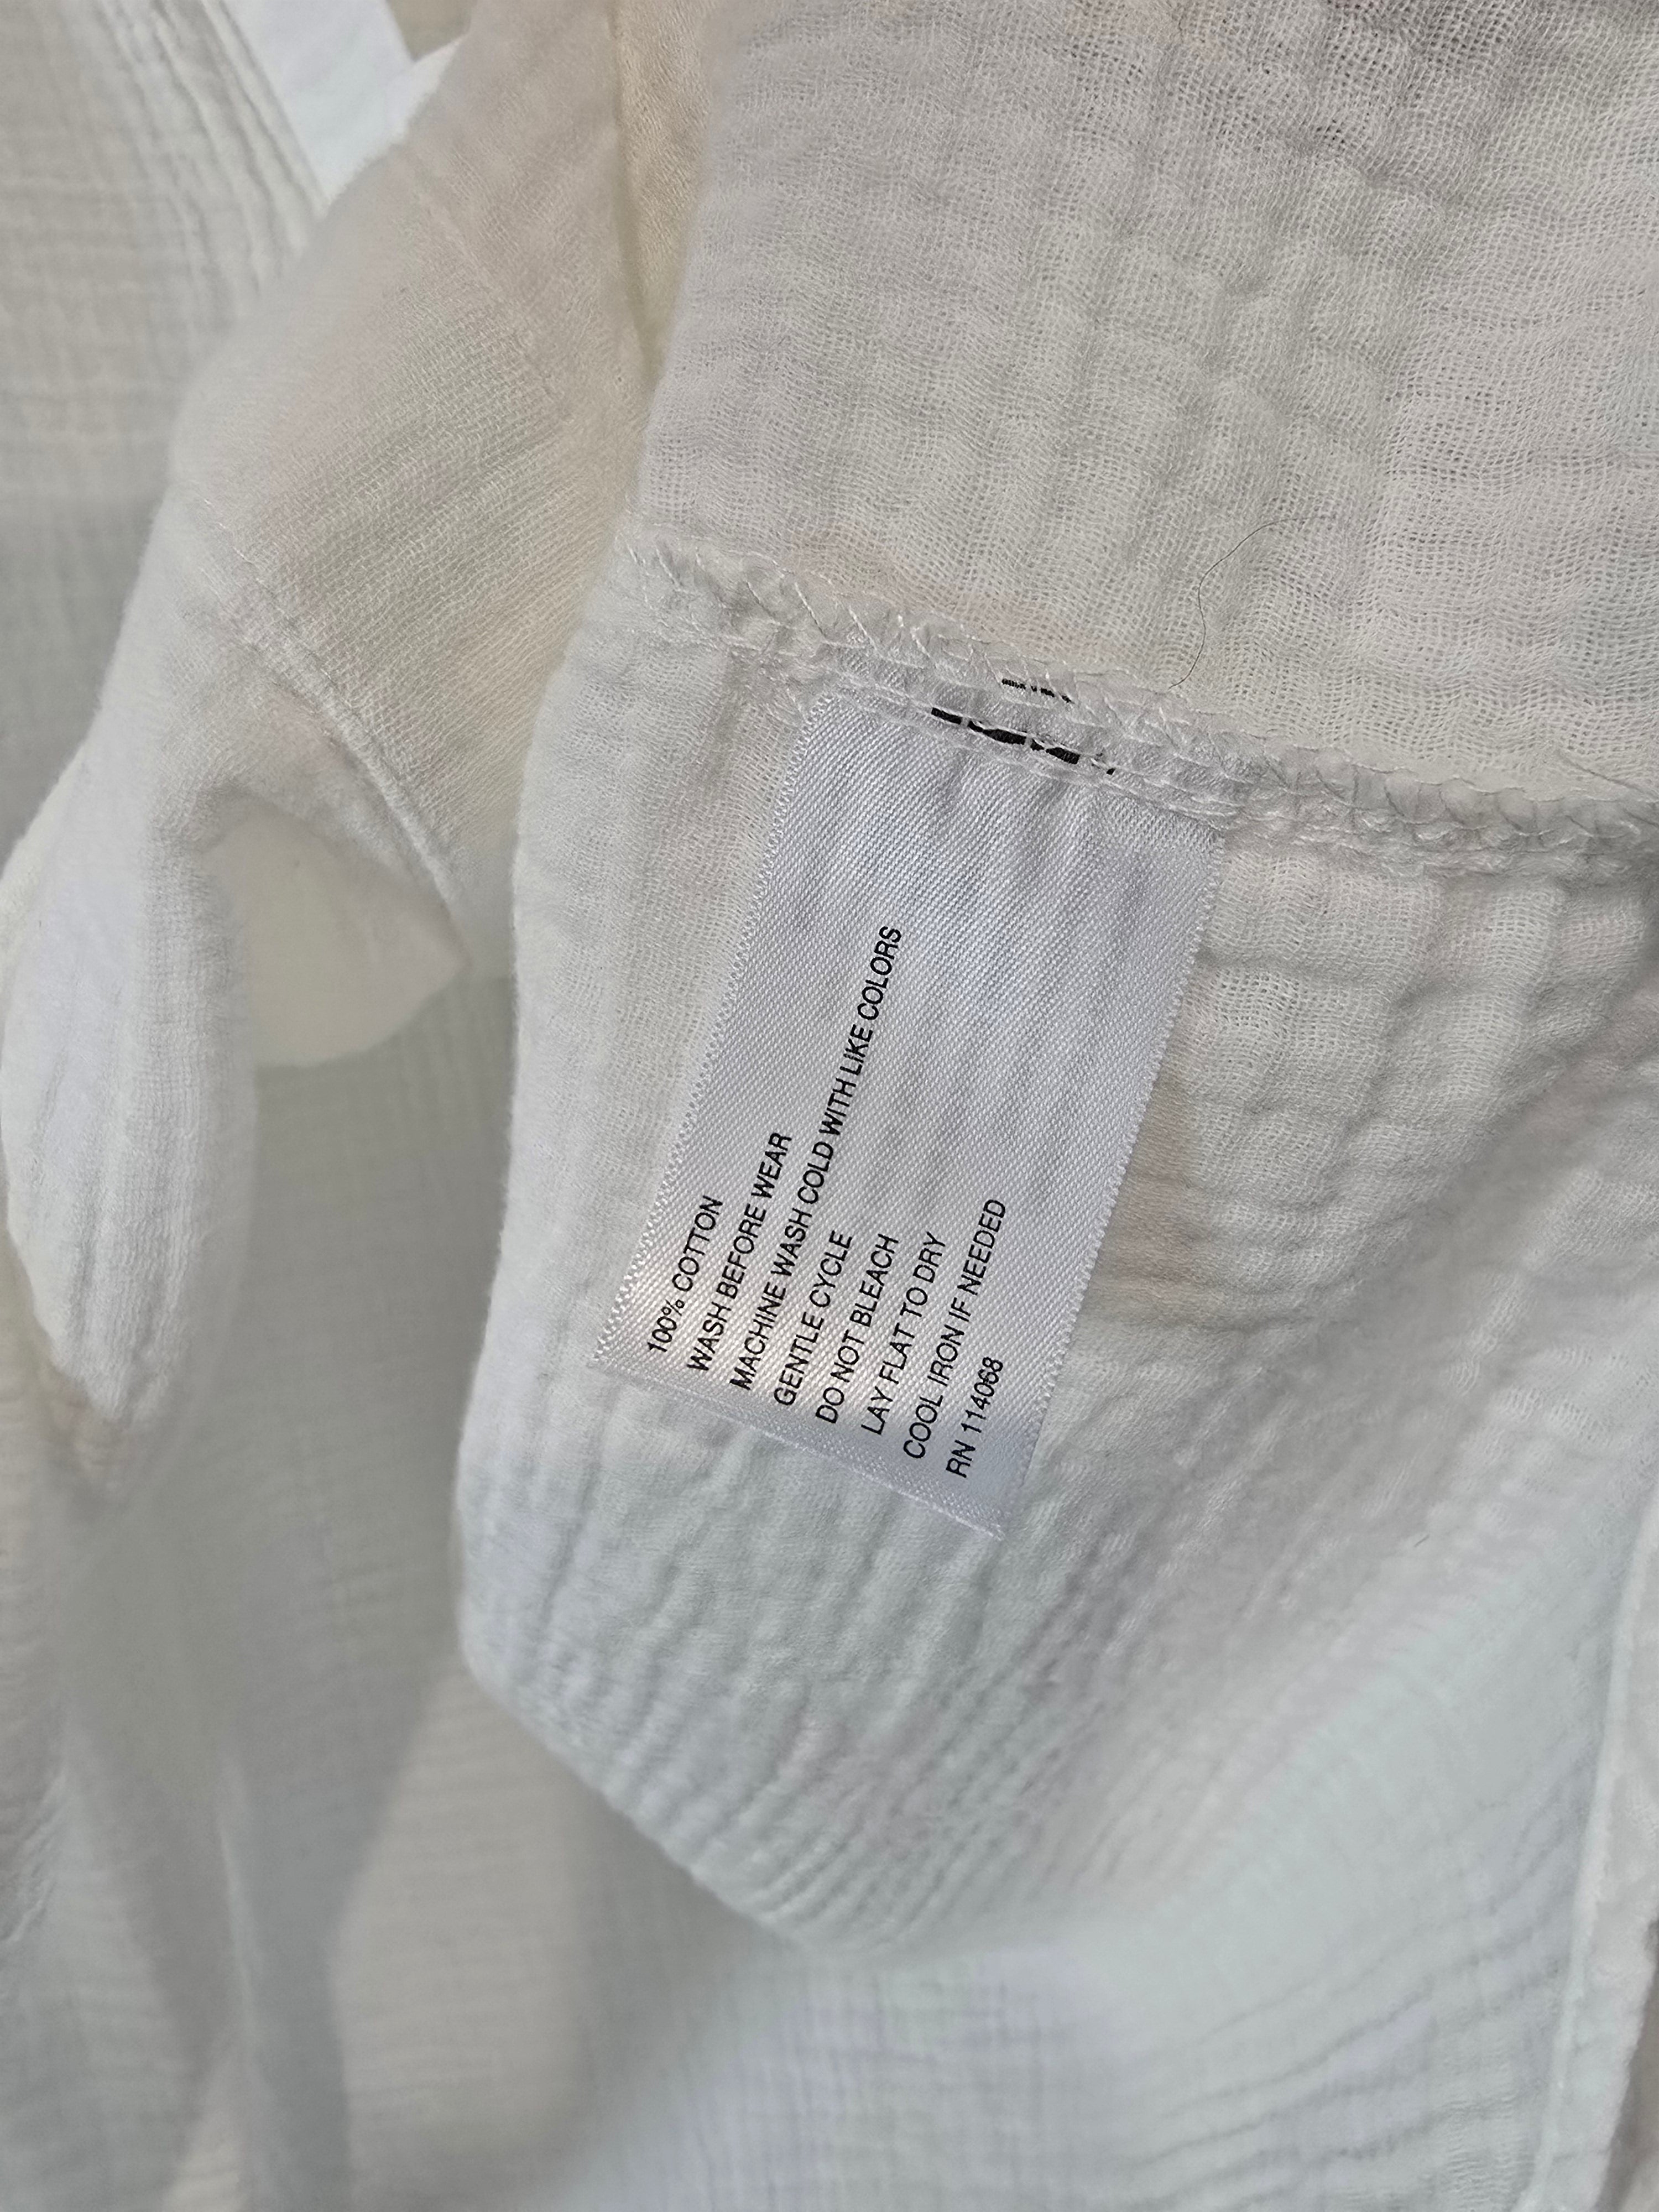 100% COTTON
WASH BEFORE WEAR
MACHINE WASH COLD WITH LIKE COLORS
GENTLE CYCLE
DO NOT BLEACH
LAY FLAT TO DRY
COOL IRON IF NEEDED
RN 114068